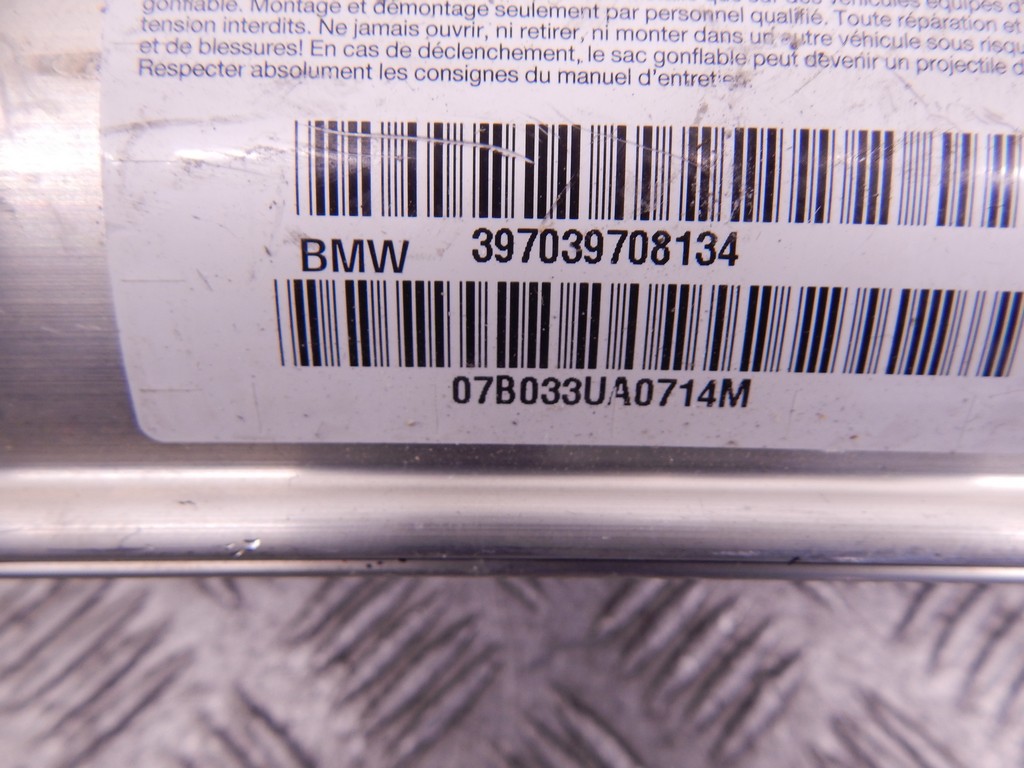 gonflable. Montage et démontage seulement par personnel qualifié. Toute réparation et
tension interdits. Ne jamais ouvrir, ni retirer, ni monter dans un autre véhicule sous
et de blessures! En cas de déclenchement, le sac gonflable peut devenir un projectile
Respecter absolument les consignes du manuel d'entretien.
BMW 397039708134
07B033UA0714M